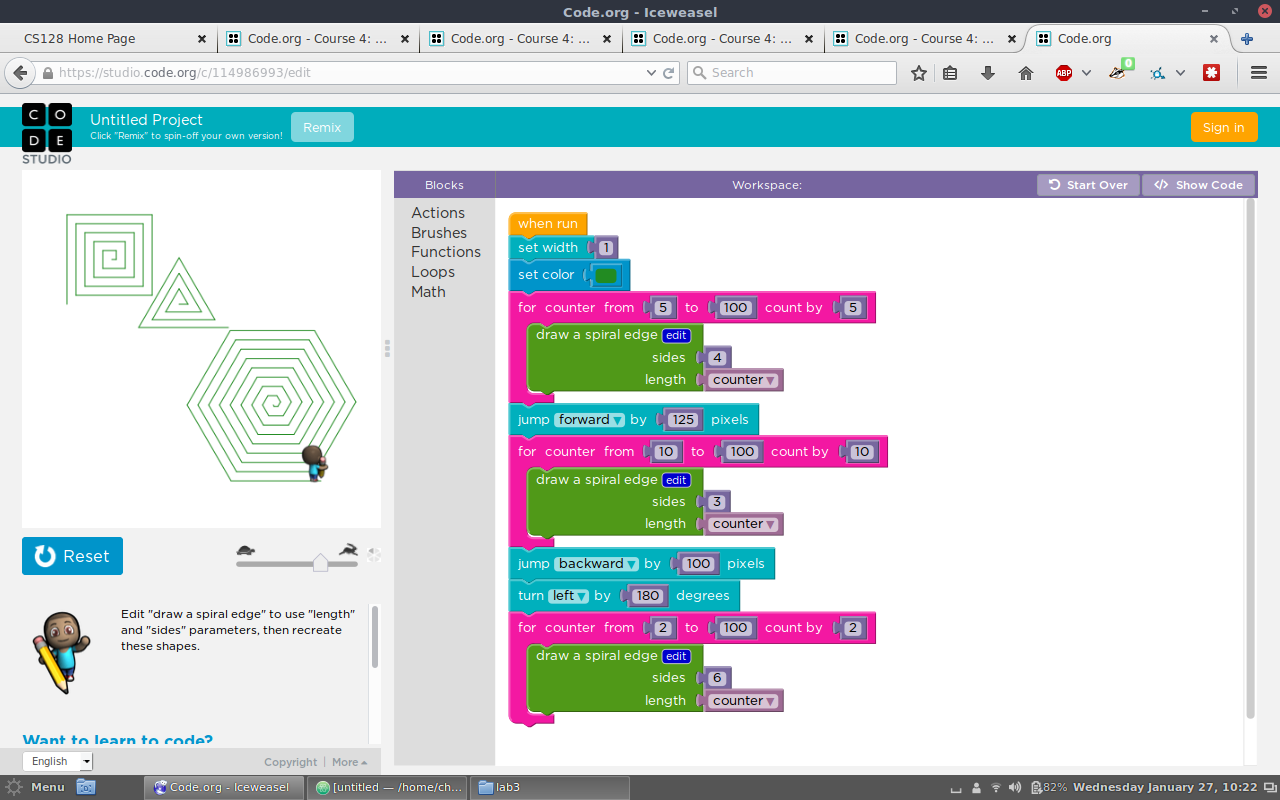 Code.org - Iceweasel
CS128 Home Page
Code.org - Course 4: ...
Code.org - Course 4: ...
Code.org - Course 4: ...
Code.org - Course 4: ...
Code.org
https://studio.code.org/c/114986993/edit
Search
ABP
0
C O
D E
STUDIO
Untitled Project
Click "Remix" to spin-off your own version!
Remix
Sign in
Blocks
Workspace:
Start Over
</> Show Code
Actions
Brushes
Functions
Loops
Math
when run
set width 1
set color
for counter from 5 to 100 count by 5
draw a spiral edge edit
sides 4
length counter
jump forward by 125 pixels
for counter from 10 to 100 count by 10
draw a spiral edge edit
sides 3
length counter
jump backward by 100 pixels
turn left by 180 degrees
for counter from 2 to 100 count by 2
draw a spiral edge edit
sides 6
length counter
Reset
Edit "draw a spiral edge" to use "length"
and "sides" parameters, then recreate
these shapes.
Want to learn to code?
English
Copyright | More
Menu
Code.org - Iceweasel
[untitled — /home/ch...
lab3
82%
Wednesday January 27, 10:22